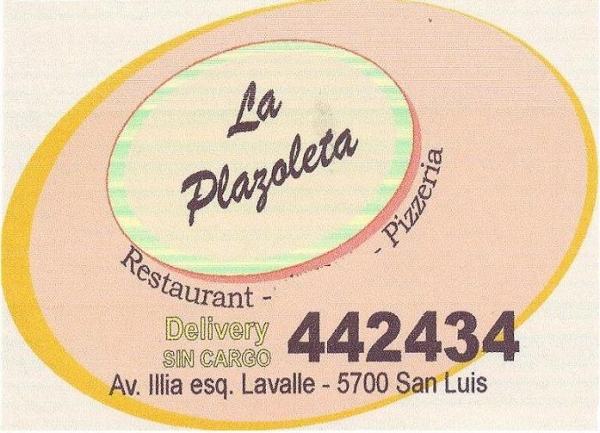 La
Plazoleta
Restaurant - - Pizzeria
Delivery
SIN CARGO
442434
Av. Illia esq. Lavalle - 5700 San Luis